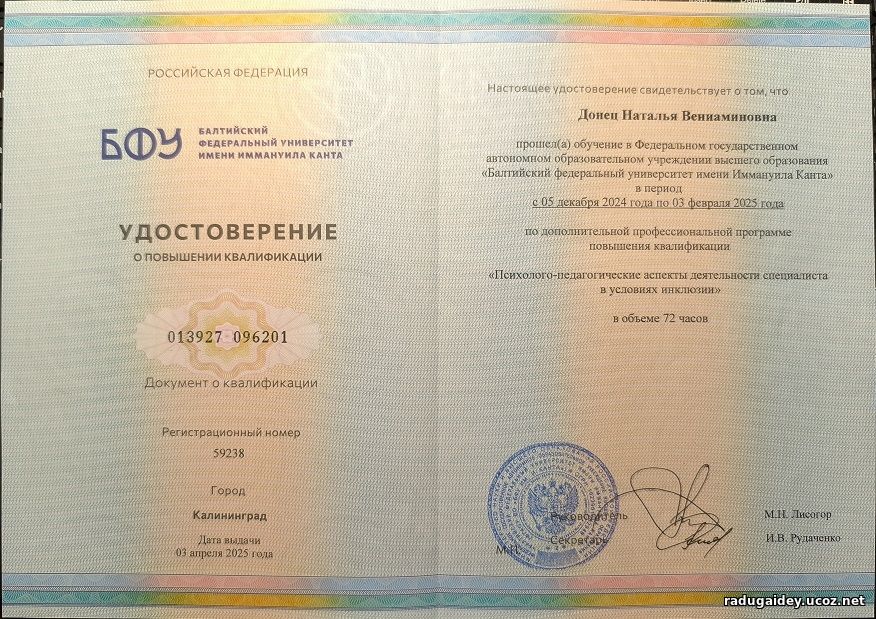 РОССИЙСКАЯ ФЕДЕРАЦИЯ
БФУ
БАЛТИЙСКИЙ
ФЕДЕРАЛЬНЫЙ УНИВЕРСИТЕТ
ИМЕНИ ИММАНУИЛА КАНТА
УДОСТОВЕРЕНИЕ
О ПОВЫШЕНИИ КВАЛИФИКАЦИИ
013927 096201
Документ о квалификации
Регистрационный номер
59238
Город
Калининград
Дата выдачи
03 апреля 2025 года
Настоящее удостоверение свидетельствует о том, что
Донец Наталья Вениаминовна
прошел(а) обучение в Федеральном государственном
автономном образовательном учреждении высшего образования
«Балтийский федеральный университет имени Иммануила Канта»
в период
с 05 декабря 2024 года по 03 февраля 2025 года
по дополнительной профессиональной программе
повышения квалификации
«Психолого-педагогические аспекты деятельности специалиста
в условиях инклюзии»
в объеме 72 часов
Руководитель
М.Н. Лисогор
Секретарь
И.В. Рудаченко
М.П.
radugaidey.ucoz.net